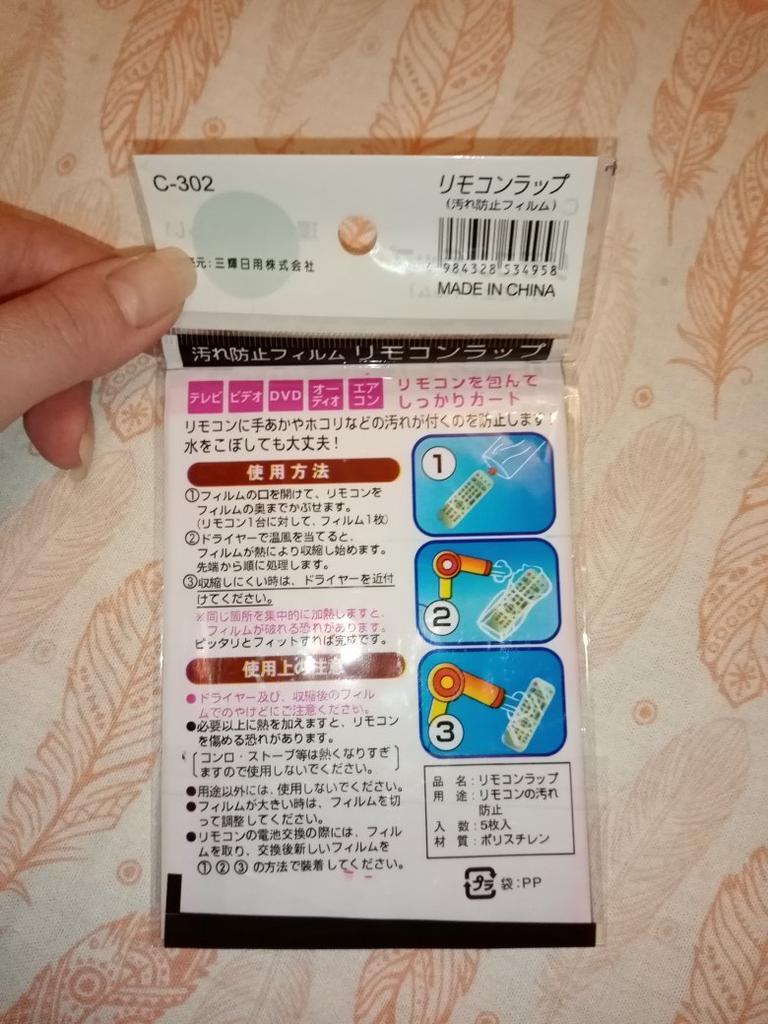 C-302
リモコンラップ
(汚れ防止フィルム)
元:三輝日用株式会社
984328 534958
MADE IN CHINA
汚れ防止フィルム リモコンラップ
テレビ ビデオ DVD オーディオ エアコン
リモコンを包んで
しっかりガード
リモコンに手あかやホコリなどの汚れが付くのを防止します!
水をこぼしても大丈夫!
使用方法
①フィルムの口を開けて、リモコンを
フィルムの奥までかぶせます。
(リモコン1台に対して、フィルム1枚)
②ドライヤーで温風を当てると、
フィルムが熱により収縮し始めます。
先端から順に処理します。
③収縮しにくい時は、ドライヤーを近付
けてください。
※同じ箇所を集中的に加熱しますと、
フィルムが破れる恐れがあります。
ピッタリとフィットすれば完成です。
使用上の注意
●ドライヤー及び、収縮後のフィル
ムでのやけどにご注意ください。
●必要以上に熱を加えますと、リモコン
を傷める恐れがあります。
コンロ・ストーブ等は熱くなりすぎ
ますので使用しないでください。
●用途以外には、使用しないでください。
●フィルムが大きい時は、フィルムを切
って調整してください。
●リモコンの電池交換の際には、フィル
ムを取り、交換後新しいフィルムを
①②③の方法で装着してください。
1
2
3
品 名:リモコンラップ
用 途:リモコンの汚れ
防止
入 数:5枚入
材 質:ポリスチレン
プラ 袋:PP